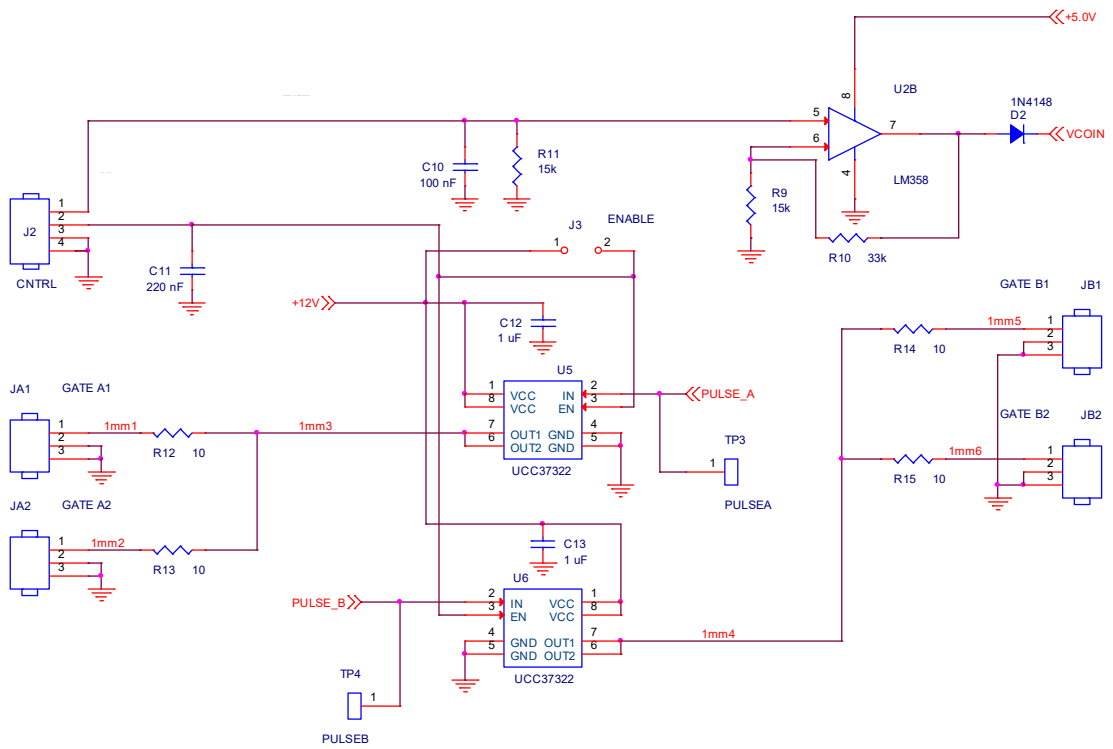 +5.0V
8
U2B
1N4148
D2
5
7
VCOIN
6
R11
15k
C10
100 nF
4
LM358
R9
15k
J2
1
2
3
4
J3
ENABLE
1
2
R10
33k
C11
220 nF
CNTRL
+12V
GATE B1
JB1
C12
1 uF
1mm5
1
2
3
R14
10
U5
JA1
GATE A1
1
8
VCC
VCC
IN
EN
2
3
PULSE_A
GATE B2
JB2
1mm1
1
2
3
1mm3
7
6
OUT1
OUT2
GND
GND
4
5
R12
10
UCC37322
TP3
1
1mm6
1
2
3
R15
10
JA2
GATE A2
PULSEA
1mm2
1
2
3
C13
1 uF
R13
10
U6
PULSE_B
2
3
IN
EN
VCC
VCC
1
8
4
5
GND
GND
OUT1
OUT2
7
6
1mm4
TP4
1
UCC37322
PULSEB